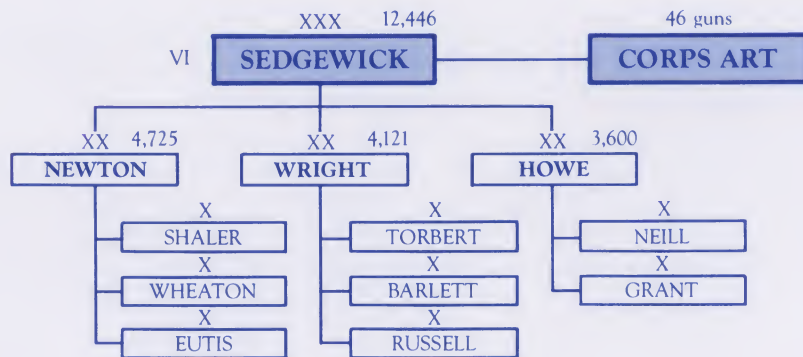 XXX 12,446 46 guns
VI SEDGEWICK CORPS ART
XX 4,725 XX 4,121 XX 3,600
NEWTON WRIGHT HOWE
X X X
SHALER TORBERT NEILL
X X X
WHEATON BARLETT GRANT
X X
EUTIS RUSSELL